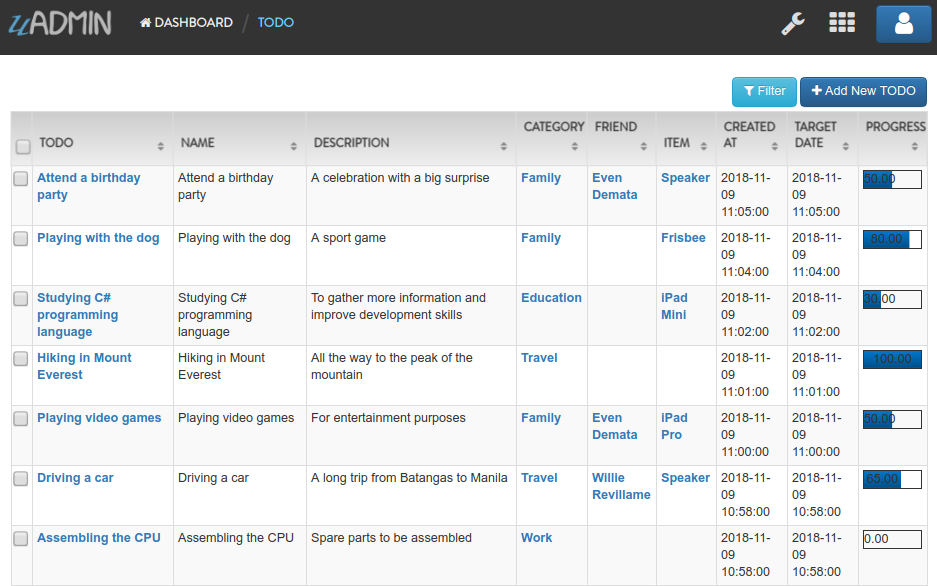 uADMIN DASHBOARD / TODO
Filter + Add New TODO
TODO NAME DESCRIPTION CATEGORY FRIEND ITEM CREATED AT TARGET DATE PROGRESS
Attend a birthday party Attend a birthday party A celebration with a big surprise Family Even Demata Speaker 2018-11-09 11:05:00 2018-11-09 11:05:00 50.00
Playing with the dog Playing with the dog A sport game Family Frisbee 2018-11-09 11:04:00 2018-11-09 11:04:00 80.00
Studying C# programming language Studying C# programming language To gather more information and improve development skills Education iPad Mini 2018-11-09 11:02:00 2018-11-09 11:02:00 30.00
Hiking in Mount Everest Hiking in Mount Everest All the way to the peak of the mountain Travel 2018-11-09 11:01:00 2018-11-09 11:01:00 100.00
Playing video games Playing video games For entertainment purposes Family Even Demata iPad Pro 2018-11-09 11:00:00 2018-11-09 11:00:00 50.00
Driving a car Driving a car A long trip from Batangas to Manila Travel Willie Revillame Speaker 2018-11-09 10:58:00 2018-11-09 10:58:00 65.00
Assembling the CPU Assembling the CPU Spare parts to be assembled Work 2018-11-09 10:58:00 2018-11-09 10:58:00 0.00